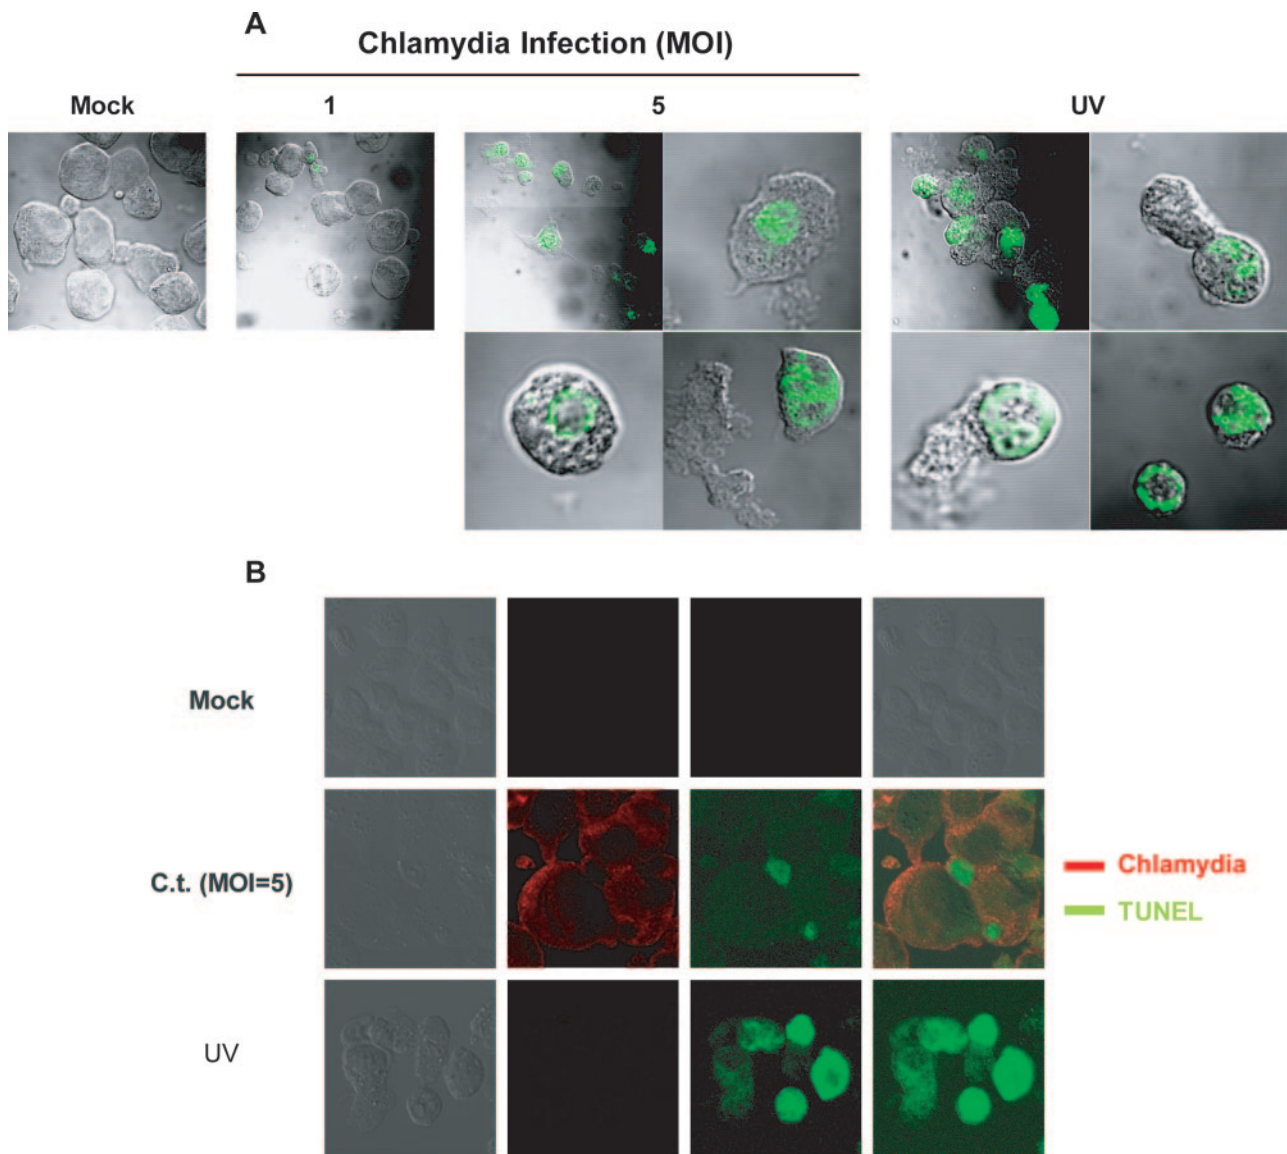 A
Chlamydia Infection (MOI)
Mock 1 5 UV
B
Mock
C.t. (MOI=5)
Chlamydia
TUNEL
UV